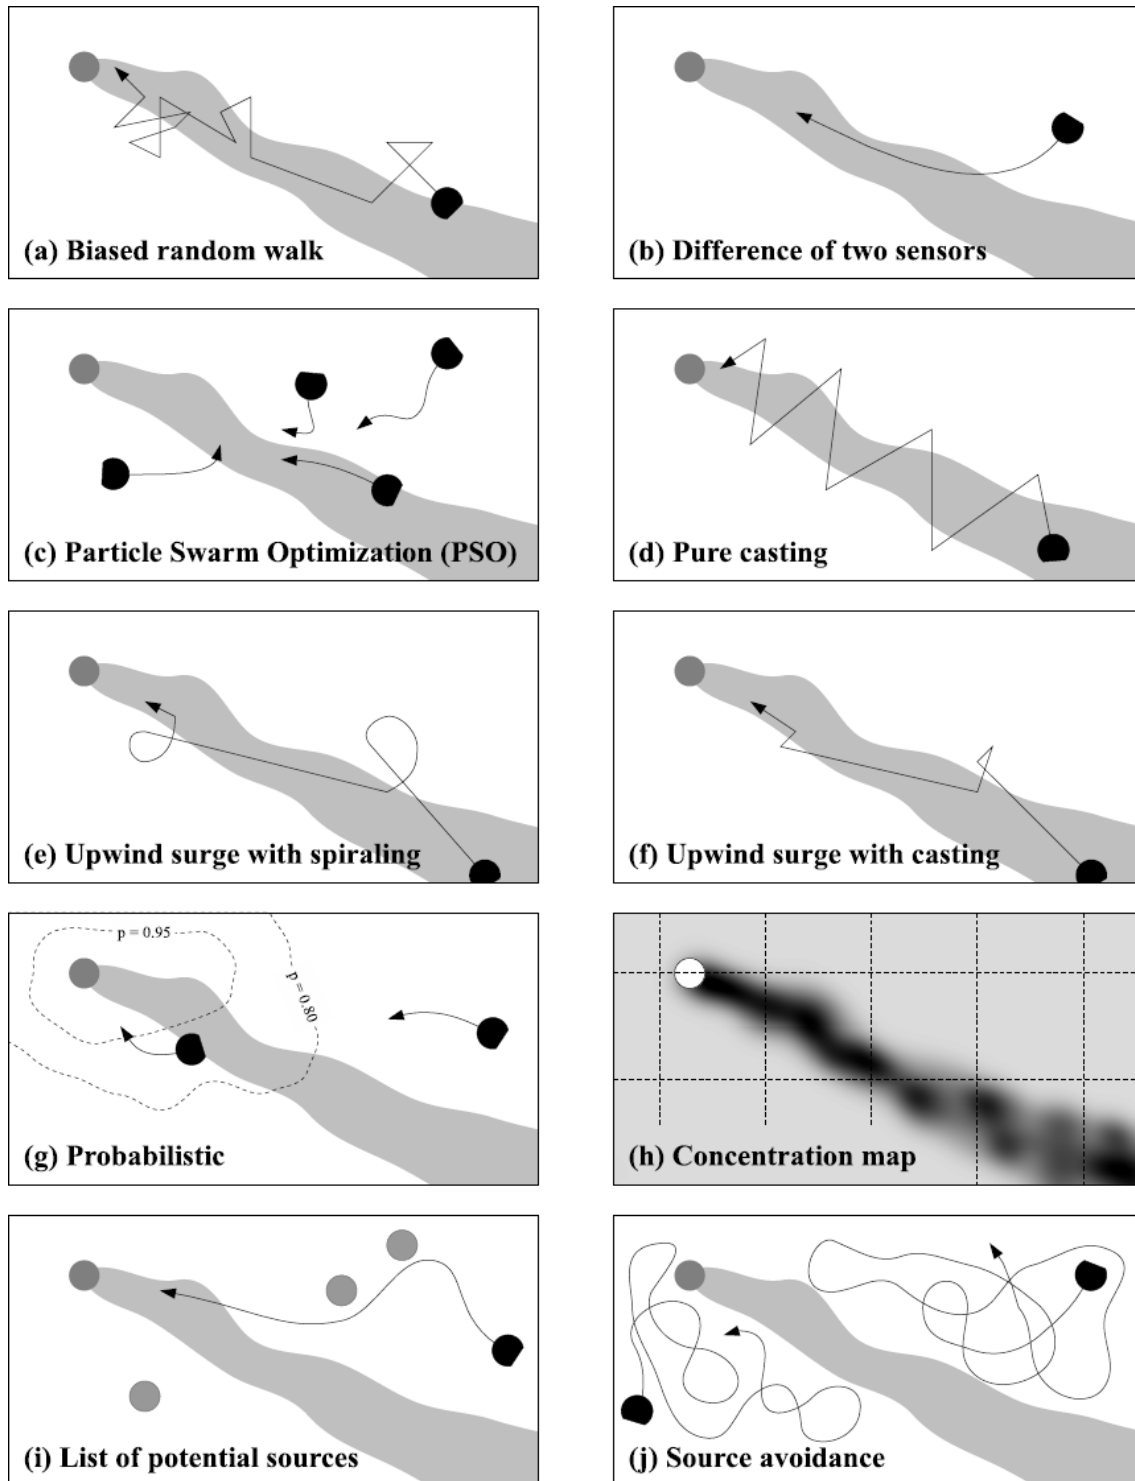 (a) Biased random walk
(b) Difference of two sensors
(c) Particle Swarm Optimization (PSO)
(d) Pure casting
(e) Upwind surge with spiraling
(f) Upwind surge with casting
p = 0.95
p = 0.80
(g) Probabilistic
(h) Concentration map
(i) List of potential sources
(j) Source avoidance